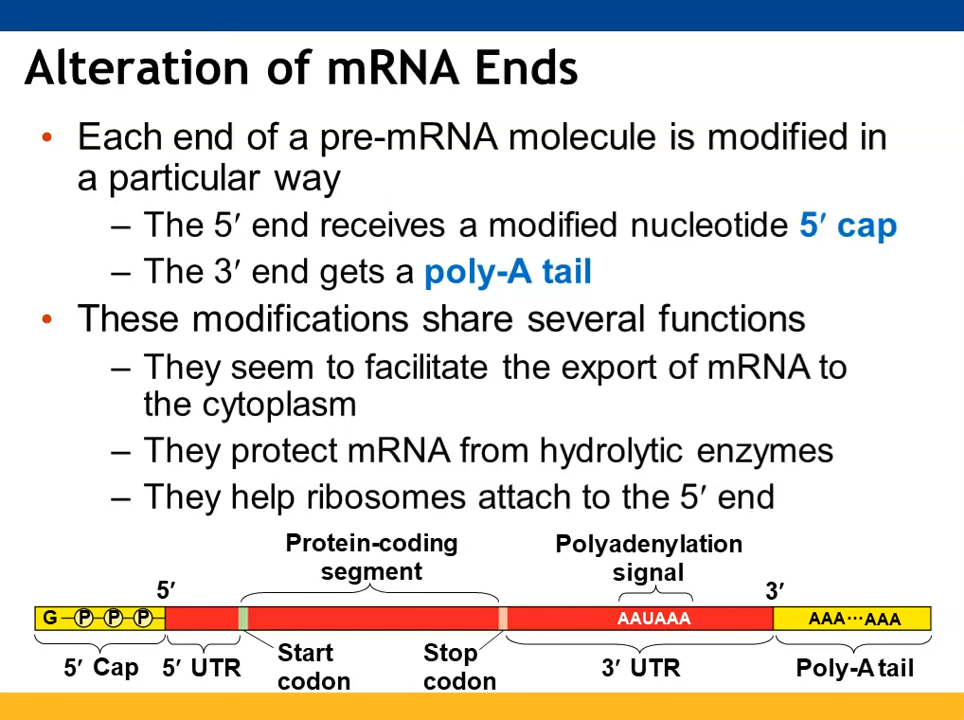 Alteration of mRNA Ends
• Each end of a pre-mRNA molecule is modified in
a particular way
– The 5′ end receives a modified nucleotide 5′ cap
– The 3′ end gets a poly-A tail
• These modifications share several functions
– They seem to facilitate the export of mRNA to
the cytoplasm
– They protect mRNA from hydrolytic enzymes
– They help ribosomes attach to the 5′ end
Protein-coding
segment
Polyadenylation
signal
5′
3′
G P P P
AAUAAA
AAA···AAA
5′ Cap
5′ UTR
Start
codon
Stop
codon
3′ UTR
Poly-A tail